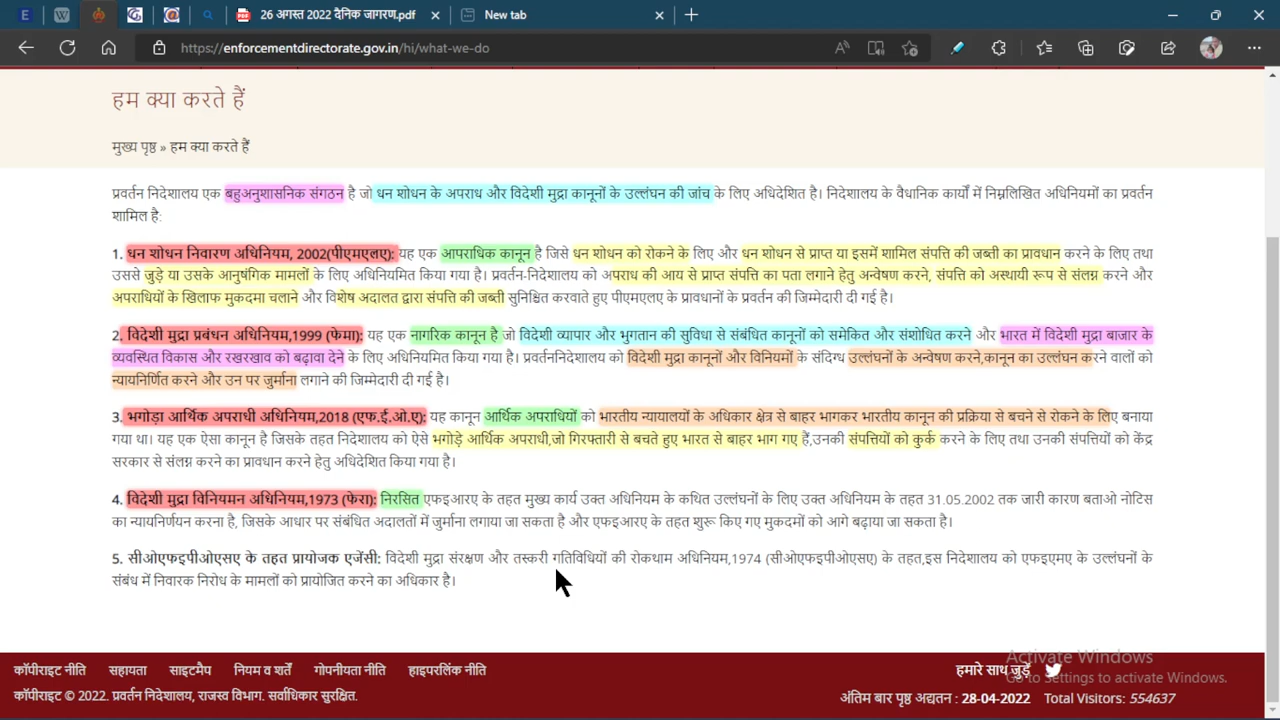 26 अगस्त 2022 दैनिक जागरण.pdf
New tab
https://enforcementdirectorate.gov.in/hi/what-we-do
हम क्या करते हैं
मुख्य पृष्ठ » हम क्या करते हैं
प्रवर्तन निदेशालय एक बहुअनुशासनिक संगठन है जो धन शोधन के अपराध और विदेशी मुद्रा कानूनों के उल्लंघन की जांच के लिए अधिदेशित है। निदेशालय के वैधानिक कार्यों में निम्नलिखित अधिनियमों का प्रवर्तन
शामिल है:
1. धन शोधन निवारण अधिनियम, 2002(पीएमएलए): यह एक आपराधिक कानून है जिसे धन शोधन को रोकने के लिए और धन शोधन से प्राप्त या इसमें शामिल संपत्ति की जब्ती का प्रावधान करने के लिए तथा
उससे जुड़े या उसके आनुषंगिक मामलों के लिए अधिनियमित किया गया है। प्रवर्तन-निदेशालय को अपराध की आय से प्राप्त संपत्ति का पता लगाने हेतु अन्वेषण करने, संपत्ति को अस्थायी रूप से संलग्न करने और
अपराधियों के खिलाफ मुकदमा चलाने और विशेष अदालत द्वारा संपत्ति की जब्ती सुनिश्चित करवाते हुए पीएमएलए के प्रावधानों के प्रवर्तन की जिम्मेदारी दी गई है।
2. विदेशी मुद्रा प्रबंधन अधिनियम,1999 (फेमा): यह एक नागरिक कानून है जो विदेशी व्यापार और भुगतान की सुविधा से संबंधित कानूनों को समेकित और संशोधित करने और भारत में विदेशी मुद्रा बाजार के
व्यवस्थित विकास और रखरखाव को बढ़ावा देने के लिए अधिनियमित किया गया है। प्रवर्तननिदेशालय को विदेशी मुद्रा कानूनों और विनियमों के संदिग्ध उल्लंघनों के अन्वेषण करने,कानून का उल्लंघन करने वालों को
न्यायनिर्णित करने और उन पर जुर्माना लगाने की जिम्मेदारी दी गई है।
3. भगोड़ा आर्थिक अपराधी अधिनियम,2018 (एफ.ई.ओ.ए): यह कानून आर्थिक अपराधियों को भारतीय न्यायालयों के अधिकार क्षेत्र से बाहर भागकर भारतीय कानून की प्रक्रिया से बचने से रोकने के लिए बनाया
गया था। यह एक ऐसा कानून है जिसके तहत निदेशालय को ऐसे भगोड़े आर्थिक अपराधी,जो गिरफ्तारी से बचते हुए भारत से बाहर भाग गए हैं,उनकी संपत्तियों को कुर्क करने के लिए तथा उनकी संपत्तियों को केंद्र
सरकार से संलग्न करने का प्रावधान करने हेतु अधिदेशित किया गया है।
4. विदेशी मुद्रा विनियमन अधिनियम,1973 (फेरा): निरसित एफइआरए के तहत मुख्य कार्य उक्त अधिनियम के कथित उल्लंघनों के लिए उक्त अधिनियम के तहत 31.05.2002 तक जारी कारण बताओ नोटिस
का न्यायनिर्णयन करना है, जिसके आधार पर संबंधित अदालतों में जुर्माना लगाया जा सकता है और एफइआरए के तहत शुरू किए गए मुकदमों को आगे बढ़ाया जा सकता है।
5. सीओएफइपीओएसए के तहत प्रायोजक एजेंसी: विदेशी मुद्रा संरक्षण और तस्करी गतिविधियों की रोकथाम अधिनियम,1974 (सीओएफइपीओएसए) के तहत,इस निदेशालय को एफइएमए के उल्लंघनों के
संबंध में निवारक निरोध के मामलों को प्रायोजित करने का अधिकार है।
कॉपीराइट नीति सहायता साइटमैप नियम व शर्तें गोपनीयता नीति हाइपरलिंक नीति
हमारे साथ जुड़ें
Activate Windows
Go to Settings to activate Windows.
कॉपीराइट © 2022. प्रवर्तन निदेशालय, राजस्व विभाग. सर्वाधिकार सुरक्षित.
अंतिम बार पृष्ठ अद्यतन : 28-04-2022 Total Visitors: 554637